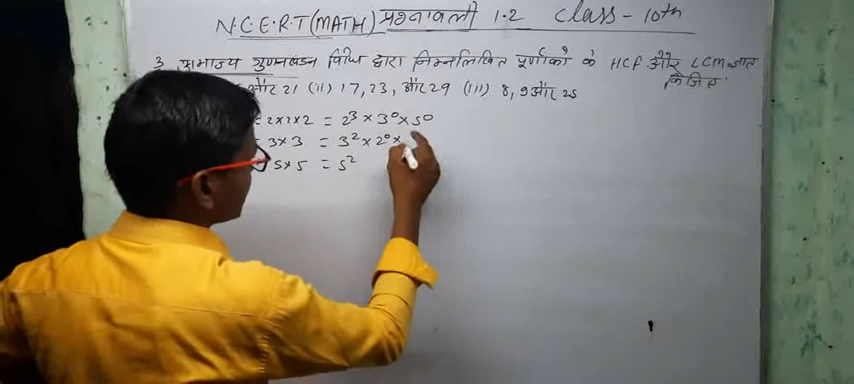 N.C.E.R.T (MATH) प्रश्नावली 1.2 Class - 10th
3. अभाज्य गुणनखंडन विधि द्वारा निम्नलिखित पूर्णांको के HCF और LCM ज्ञात
कीजिए
और 21 (ii) 17, 23, और 29 (iii) 8, 9 और 25
= 2×2×2 = 2³ × 3⁰ × 5⁰
= 3×3 = 3² × 2⁰ ×
5×5 = 5²